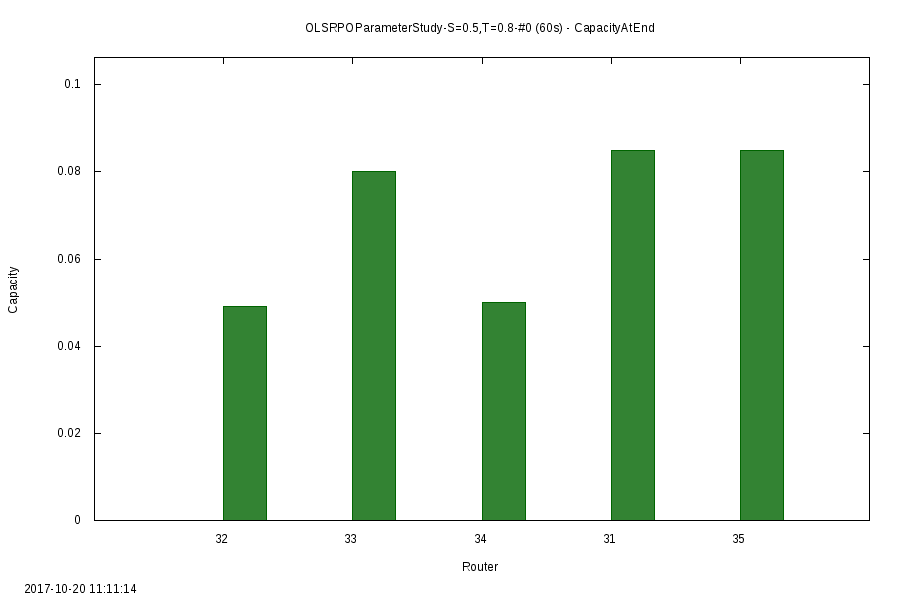 OLSRPOParameterStudy-S=0.5,T=0.8-#0 (60s) - CapacityAtEnd
0.1
0.08
0.06
0.04
0.02
0
Capacity
32 33 34 31 35
Router
2017-10-20 11:11:14